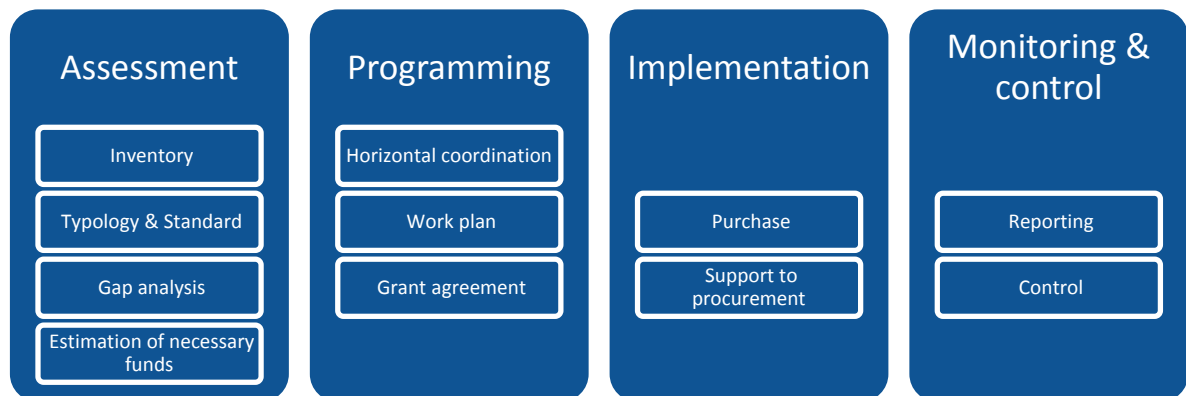 Assessment
Inventory
Typology & Standard
Gap analysis
Estimation of necessary
funds
Programming
Horizontal coordination
Work plan
Grant agreement
Implementation
Purchase
Support to
procurement
Monitoring &
control
Reporting
Control